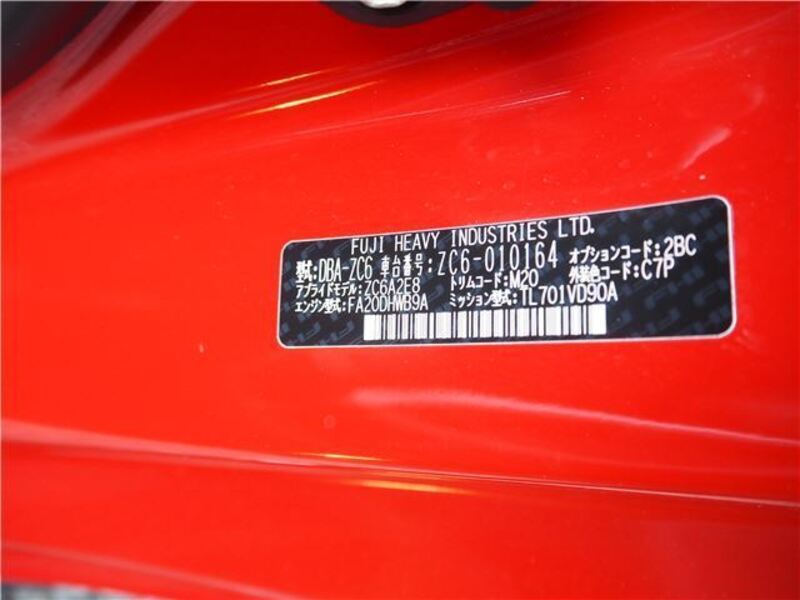 FUJI HEAVY INDUSTRIES LTD.
型式:DBA-ZC6 車台番号:ZC6-010164 オプションコード:2BC
アプライドモデル:ZC6A2E8 トリムコード:M20 外装色コード:C7P
エンジン型式:FA20DHWB9A ミッション型式:TL701VD90A